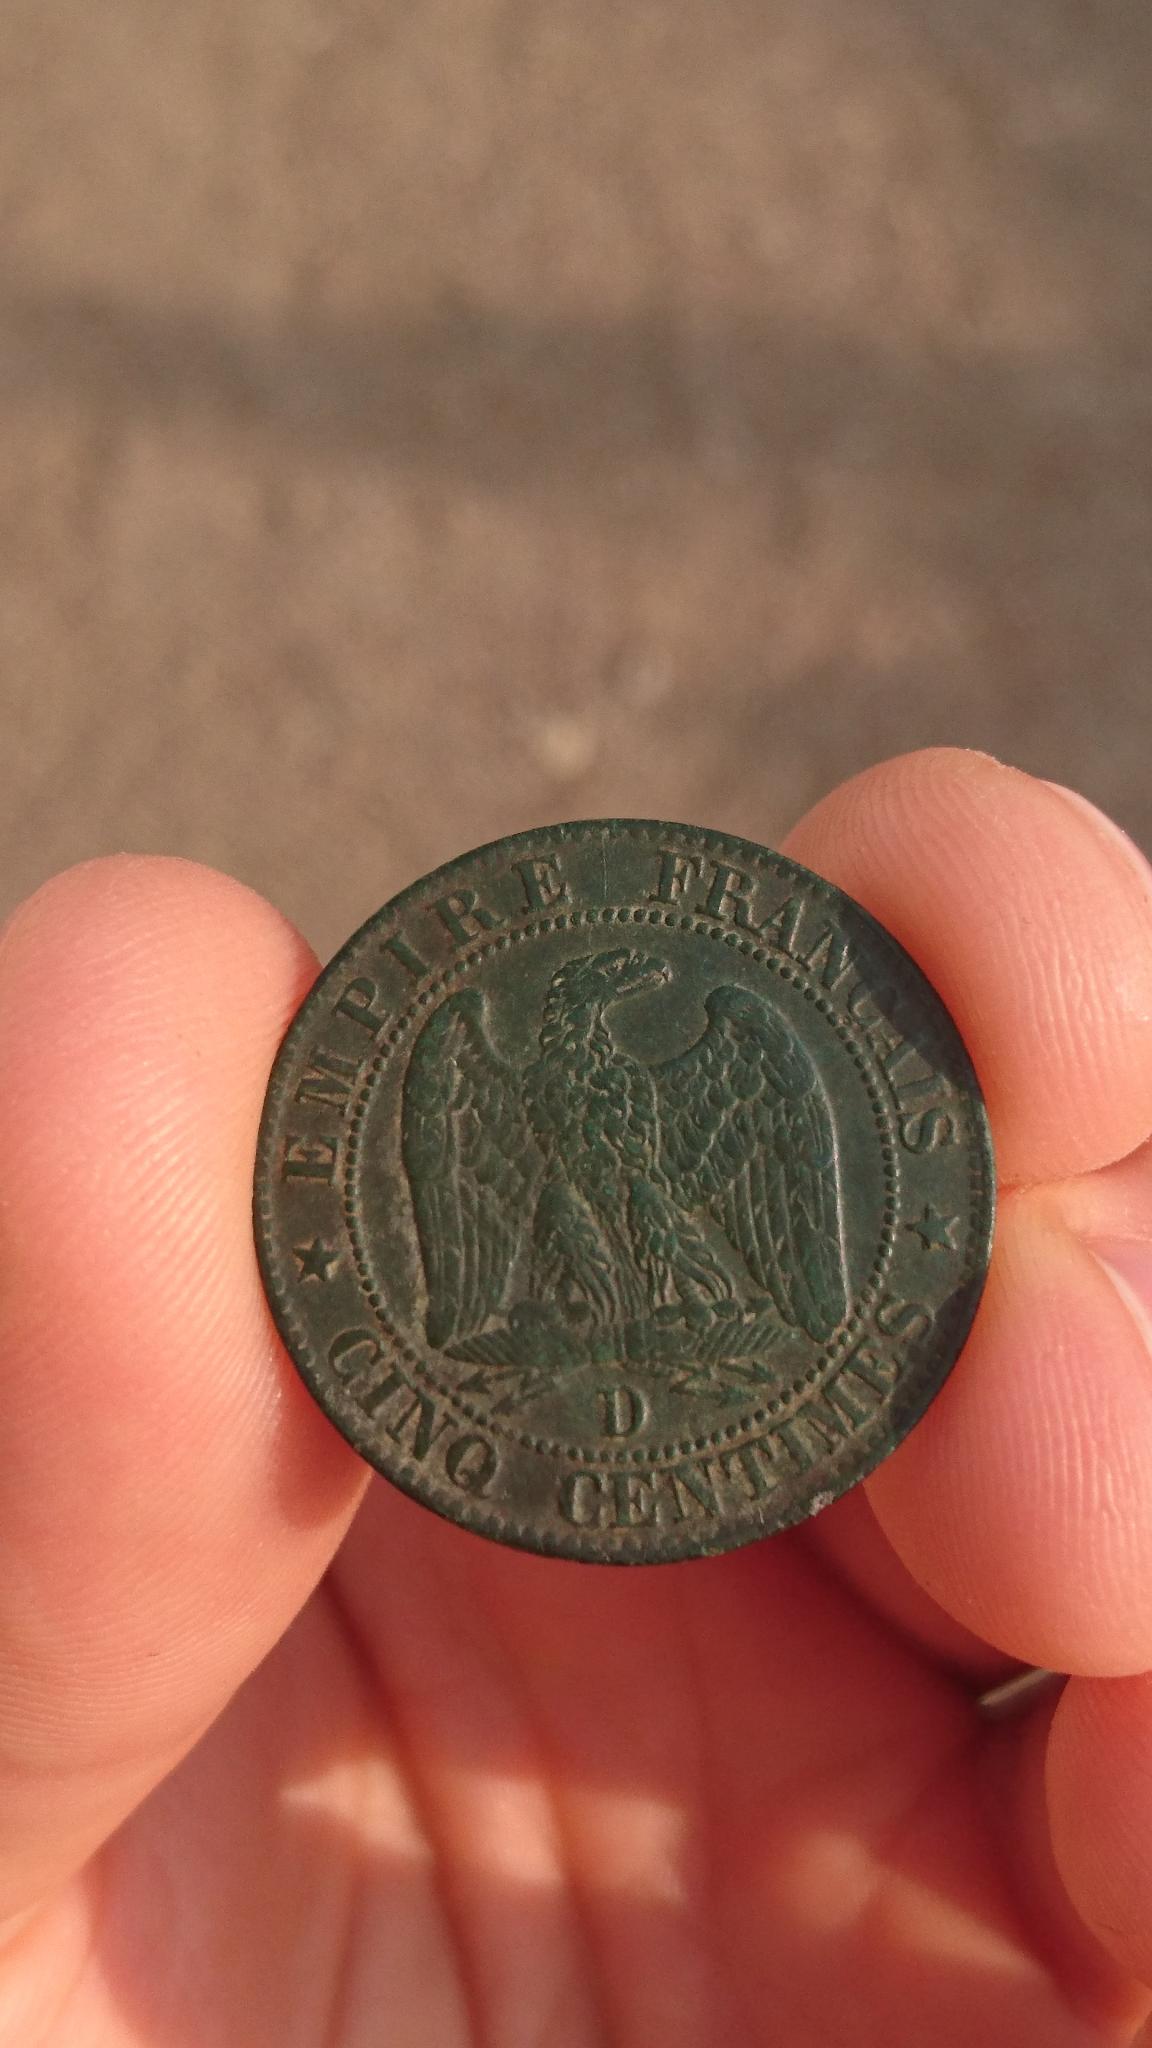 EMPIRE FRANÇAIS
D
★ CINQ CENTIMES ★